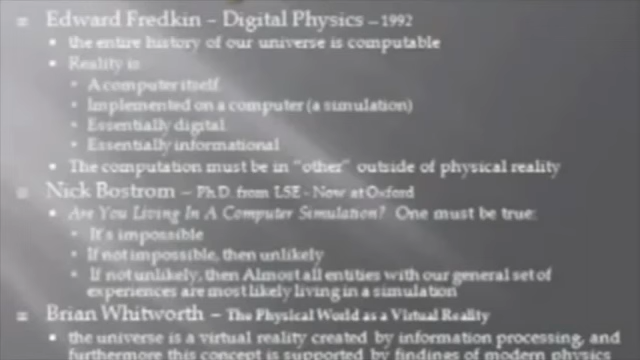 Edward Fredkin – Digital Physics – 1992
the entire history of our universe is computable
Reality is
A computer itself
Implemented on a computer (a simulation)
Essentially digital
Essentially informational
The computation must be in "other" outside of physical reality
Nick Bostrom – Ph.D. from LSE - Now at Oxford
Are You Living In A Computer Simulation? One must be true:
It's impossible
If not impossible, then unlikely
If not unlikely, then Almost all entities with our general set of
experiences are most likely living in a simulation
Brian Whitworth – The Physical World as a Virtual Reality
the universe is a virtual reality created by information processing, and
furthermore this concept is supported by findings of modern physics